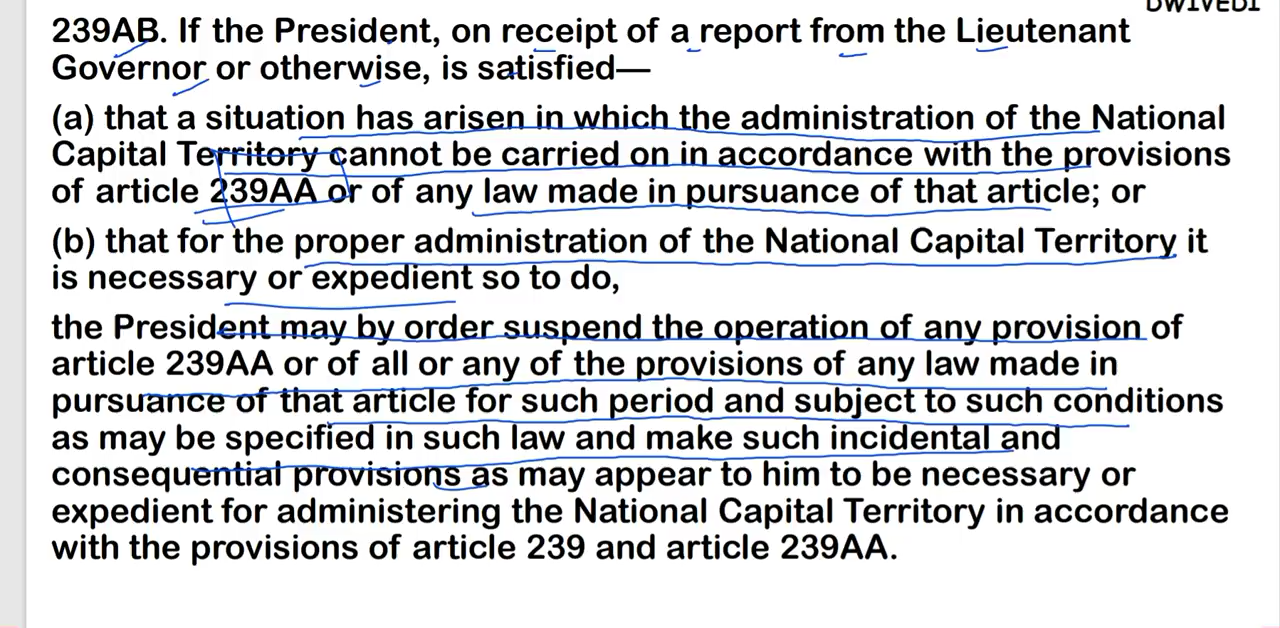 DWIVEDI
239AB. If the President, on receipt of a report from the Lieutenant
Governor or otherwise, is satisfied—
(a) that a situation has arisen in which the administration of the National
Capital Territory cannot be carried on in accordance with the provisions
of article 239AA or of any law made in pursuance of that article; or
(b) that for the proper administration of the National Capital Territory it
is necessary or expedient so to do,
the President may by order suspend the operation of any provision of
article 239AA or of all or any of the provisions of any law made in
pursuance of that article for such period and subject to such conditions
as may be specified in such law and make such incidental and
consequential provisions as may appear to him to be necessary or
expedient for administering the National Capital Territory in accordance
with the provisions of article 239 and article 239AA.